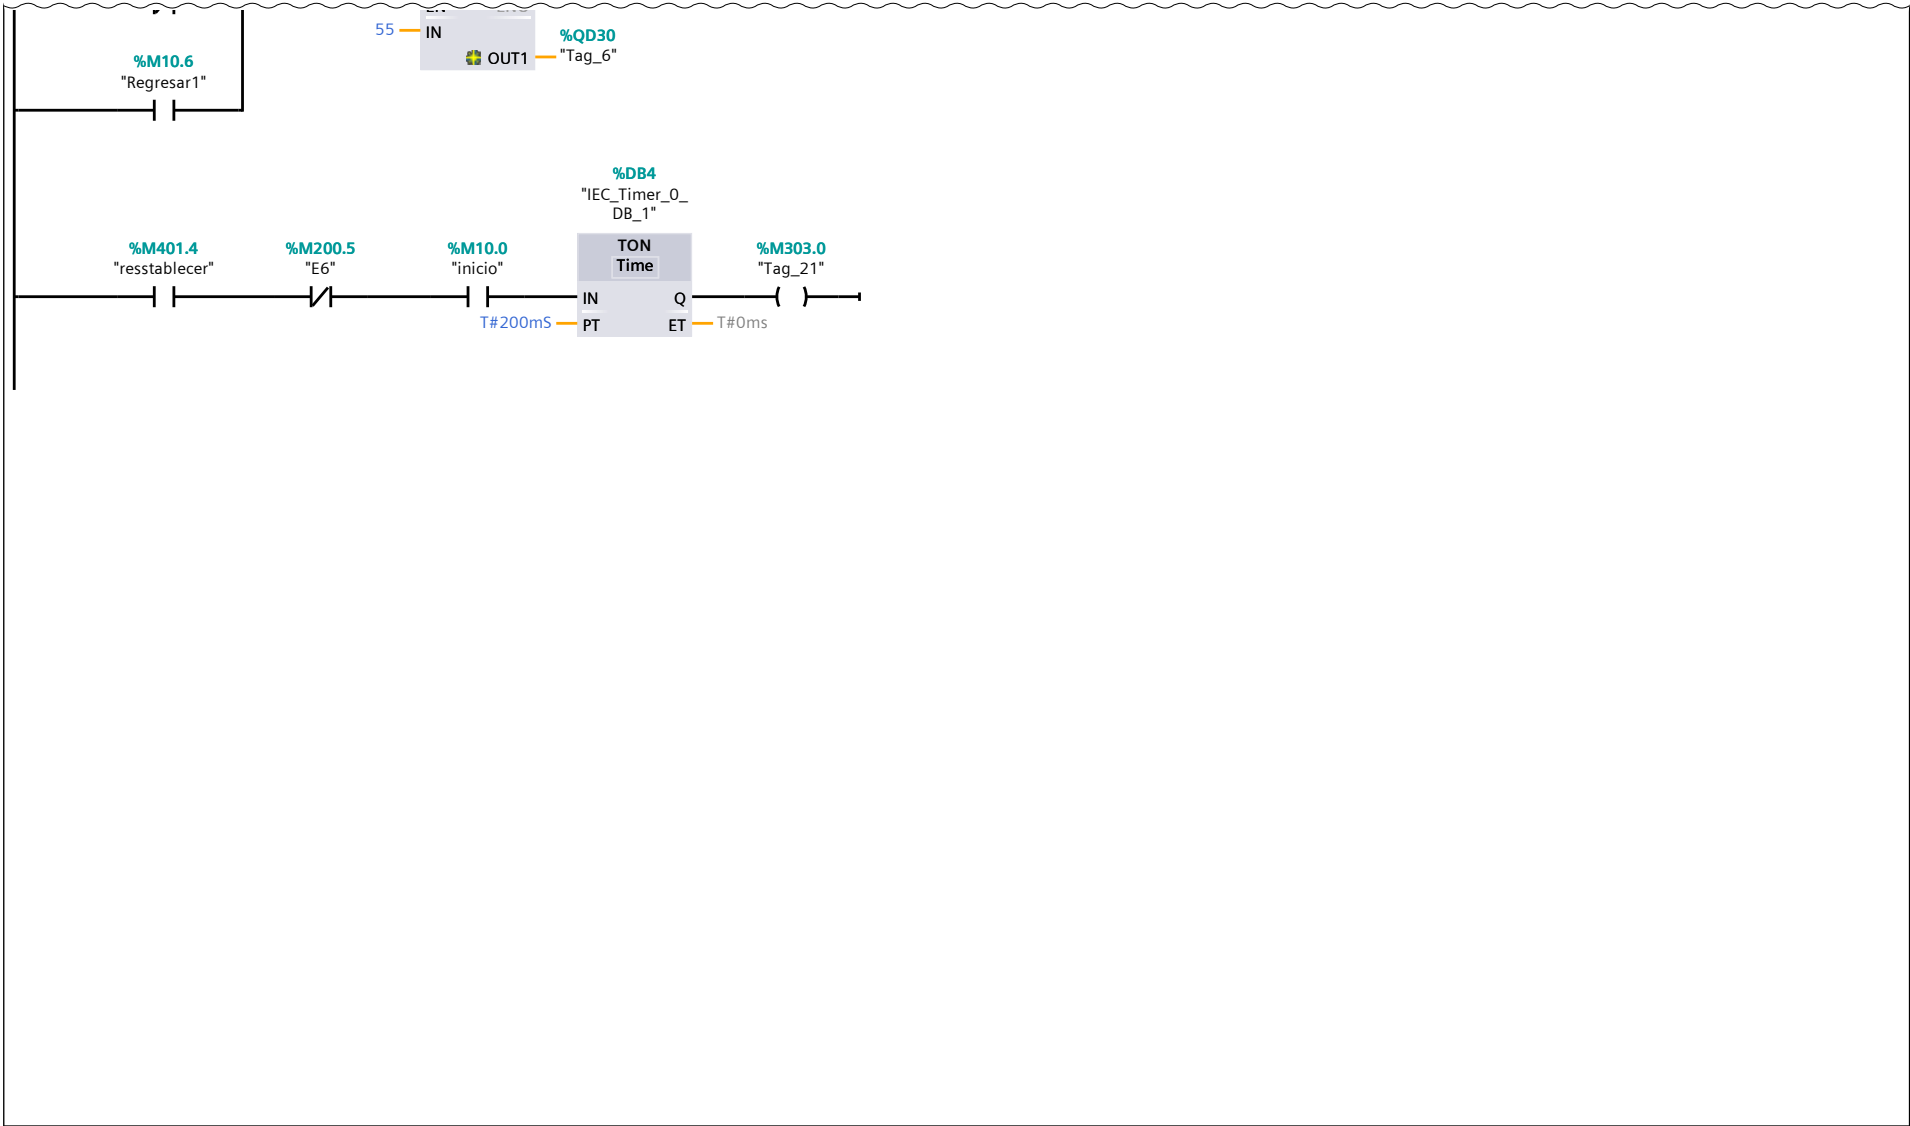 55
IN
%QD30
"Tag_6"
OUT1
%M10.6
"Regresar1"
%DB4
"IEC_Timer_0_
DB_1"
%M401.4
"resstablecer"
%M200.5
"E6"
%M10.0
"inicio"
TON
Time
%M303.0
"Tag_21"
IN
Q
T#200mS
PT
ET
T#0ms